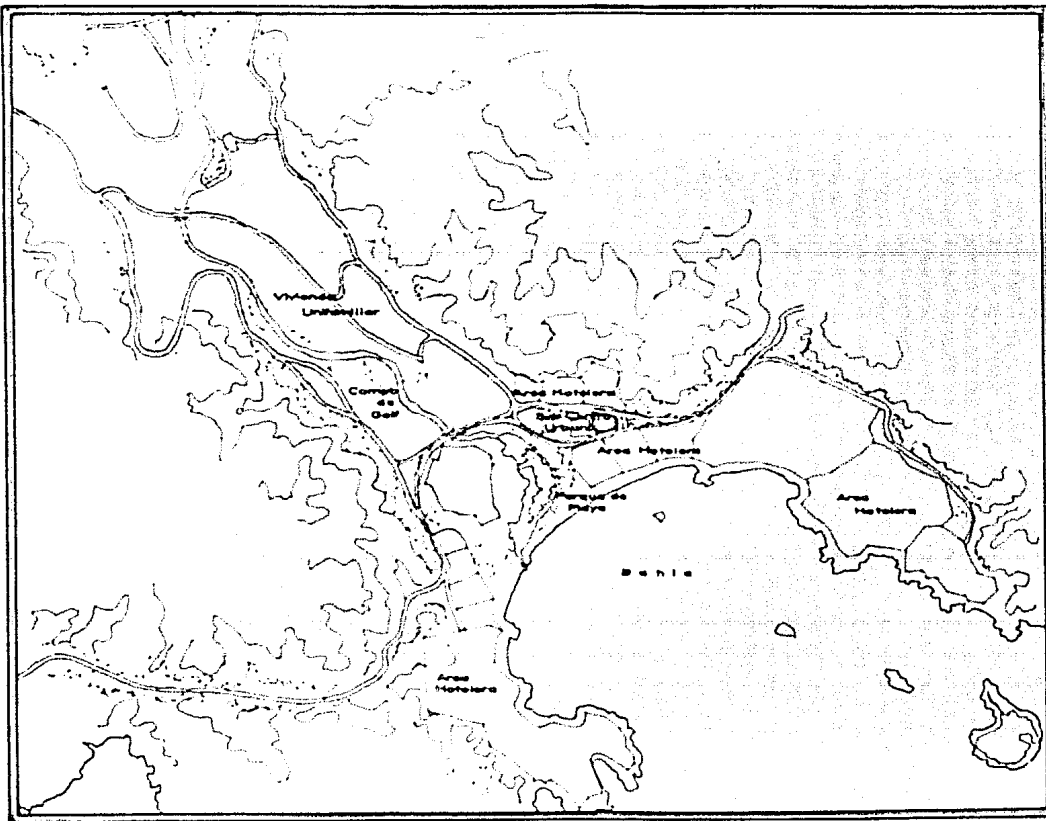 Vivienda
Unifamiliar
Campo
de
Golf
Area Hotelera
Sub Centro
Urbano
Area Hotelera
Parque de
Playa
Area
Hotelera
Bahia
Area
Hotelera